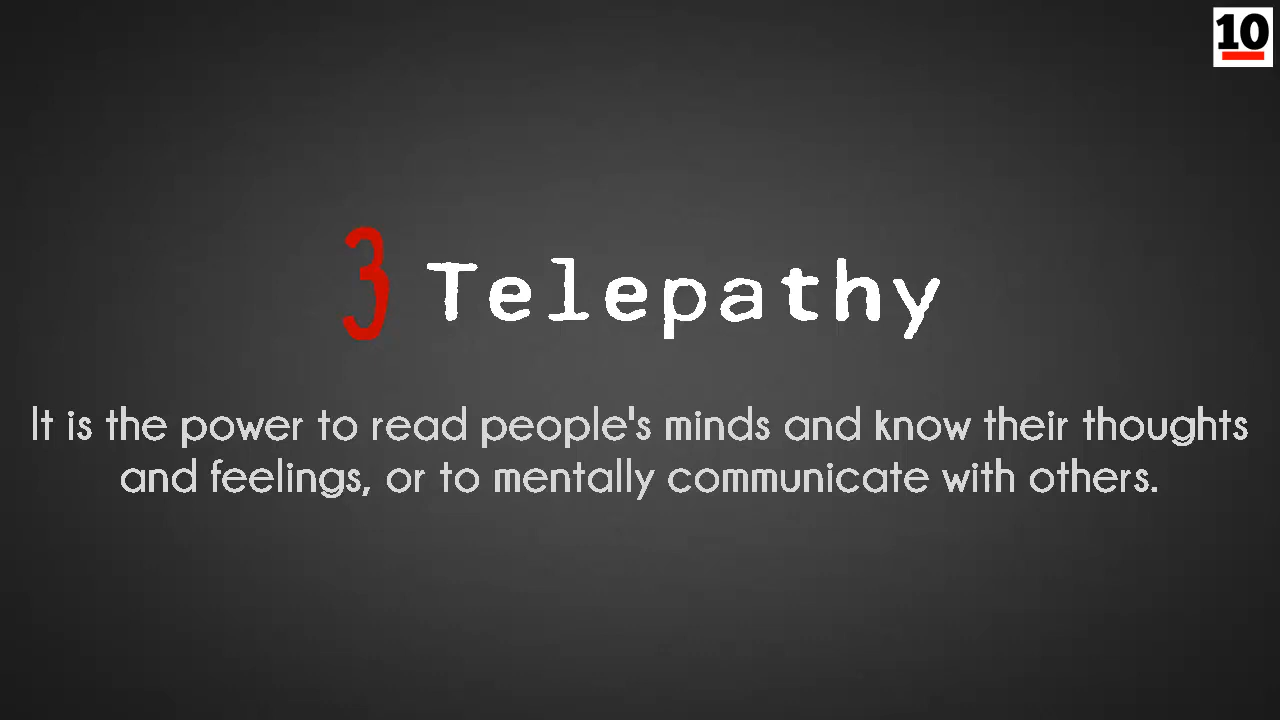 10
3 Telepathy
It is the power to read people's minds and know their thoughts
and feelings, or to mentally communicate with others.